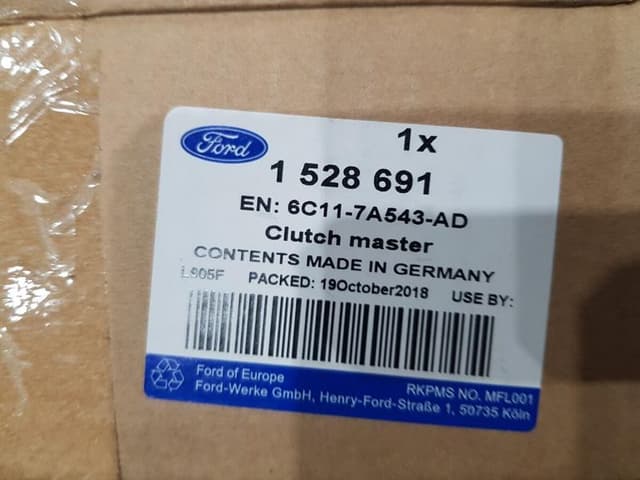 Ford
1x
1 528 691
EN: 6C11-7A543-AD
Clutch master
CONTENTS MADE IN GERMANY
L905F PACKED: 19October2018 USE BY:
Ford of Europe
RKPMS NO. MFL001
Ford-Werke GmbH, Henry-Ford-Straße 1, 50735 Köln